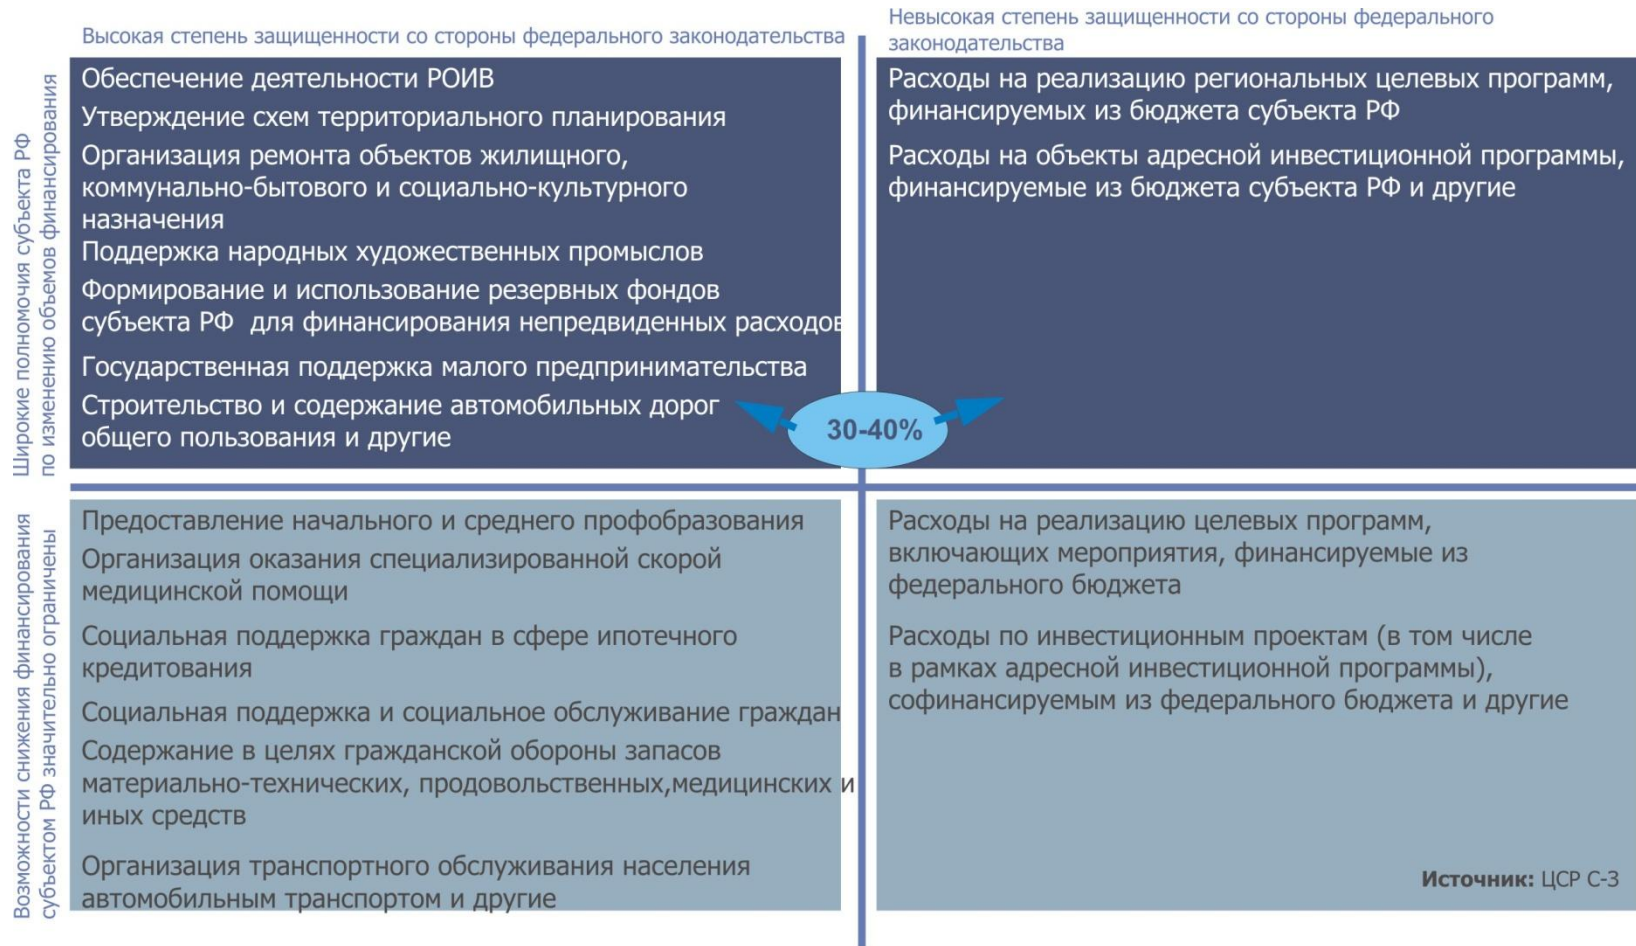 Высокая степень защищенности со стороны федерального законодательства
Невысокая степень защищенности со стороны федерального
законодательства
Широкие полномочия субъекта РФ
по изменению объемов финансирования
Обеспечение деятельности РОИВ
Утверждение схем территориального планирования
Организация ремонта объектов жилищного,
коммунально-бытового и социально-культурного
назначения
Поддержка народных художественных промыслов
Формирование и использование резервных фондов
субъекта РФ для финансирования непредвиденных расходов
Государственная поддержка малого предпринимательства
Строительство и содержание автомобильных дорог
общего пользования и другие
Расходы на реализацию региональных целевых программ,
финансируемых из бюджета субъекта РФ
Расходы на объекты адресной инвестиционной программы,
финансируемые из бюджета субъекта РФ и другие
30-40%
Возможности снижения финансирования
субъектом РФ значительно ограничены
Предоставление начального и среднего профобразования
Организация оказания специализированной скорой
медицинской помощи
Социальная поддержка граждан в сфере ипотечного
кредитования
Социальная поддержка и социальное обслуживание граждан
Содержание в целях гражданской обороны запасов
материально-технических, продовольственных,медицинских и
иных средств
Организация транспортного обслуживания населения
автомобильным транспортом и другие
Расходы на реализацию целевых программ,
включающих мероприятия, финансируемые из
федерального бюджета
Расходы по инвестиционным проектам (в том числе
в рамках адресной инвестиционной программы),
софинансируемым из федерального бюджета и другие
Источник: ЦСР С-З